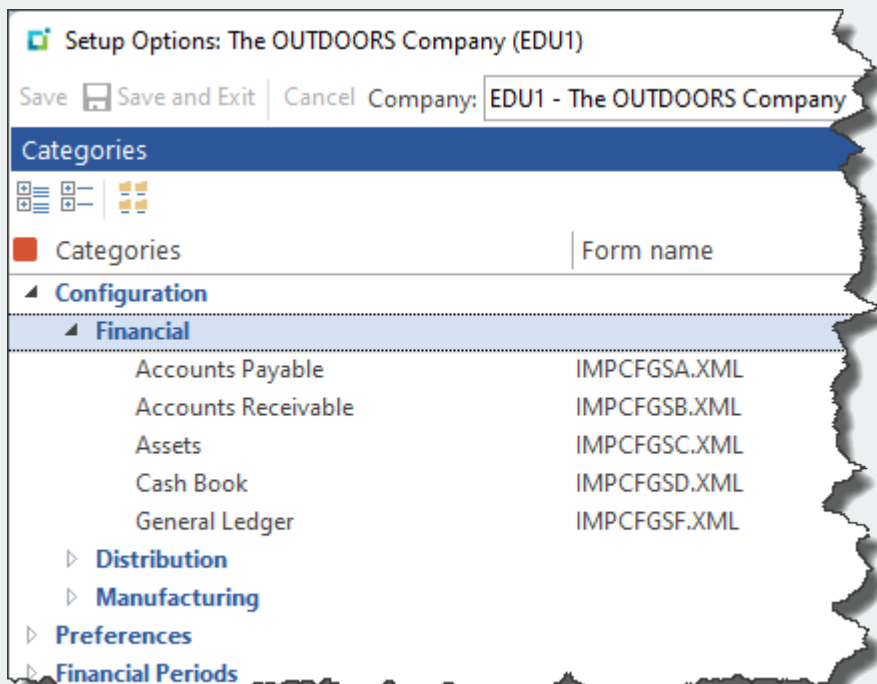 Setup Options: The OUTDOORS Company (EDU1)
Save Save and Exit Cancel Company: EDU1 - The OUTDOORS Company
Categories
Categories Form name
Configuration
Financial
Accounts Payable IMPCFGSA.XML
Accounts Receivable IMPCFGSB.XML
Assets IMPCFGSC.XML
Cash Book IMPCFGSD.XML
General Ledger IMPCFGSF.XML
Distribution
Manufacturing
Preferences
Financial Periods